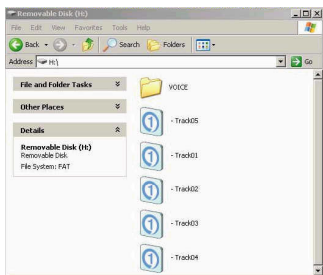 Removable Disk (H:)
File Edit View Favorites Tools Help
Back Search Folders
Address H:\ Go
File and Folder Tasks
Other Places
Details
Removable Disk (H:)
Removable Disk
File System: FAT
VOICE
- Track05
- Track01
- Track02
- Track03
- Track04